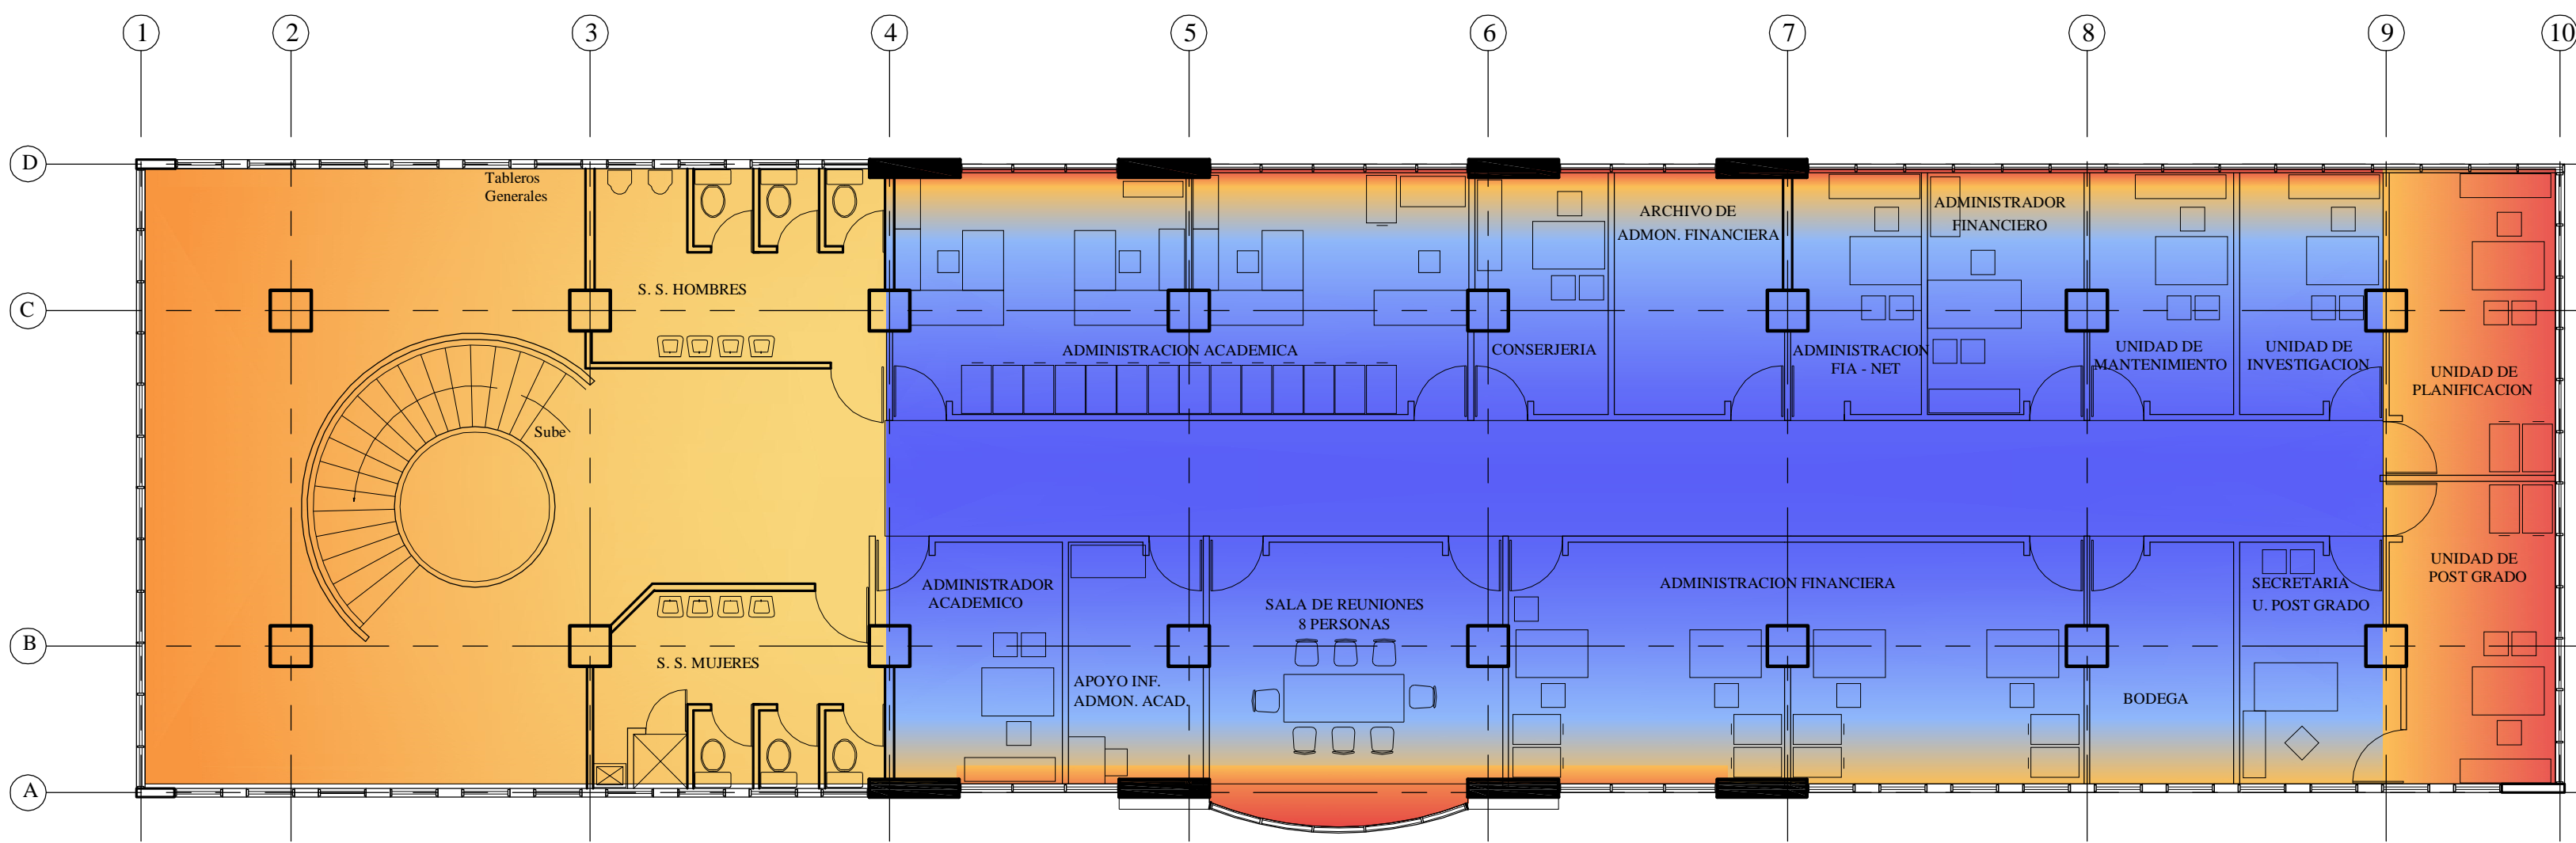 1
2
3
4
5
6
7
8
9
10
D
C
B
A
Tableros
Generales
S. S. HOMBRES
Sube
S. S. MUJERES
ADMINISTRACION ACADEMICA
CONSERJERIA
ARCHIVO DE
ADMON. FINANCIERA
ADMINISTRACION
FIA - NET
ADMINISTRADOR
FINANCIERO
UNIDAD DE
MANTENIMIENTO
UNIDAD DE
INVESTIGACION
UNIDAD DE
PLANIFICACION
ADMINISTRADOR
ACADEMICO
APOYO INF.
ADMON. ACAD.
SALA DE REUNIONES
8 PERSONAS
ADMINISTRACION FINANCIERA
BODEGA
SECRETARIA
U. POST GRADO
UNIDAD DE
POST GRADO